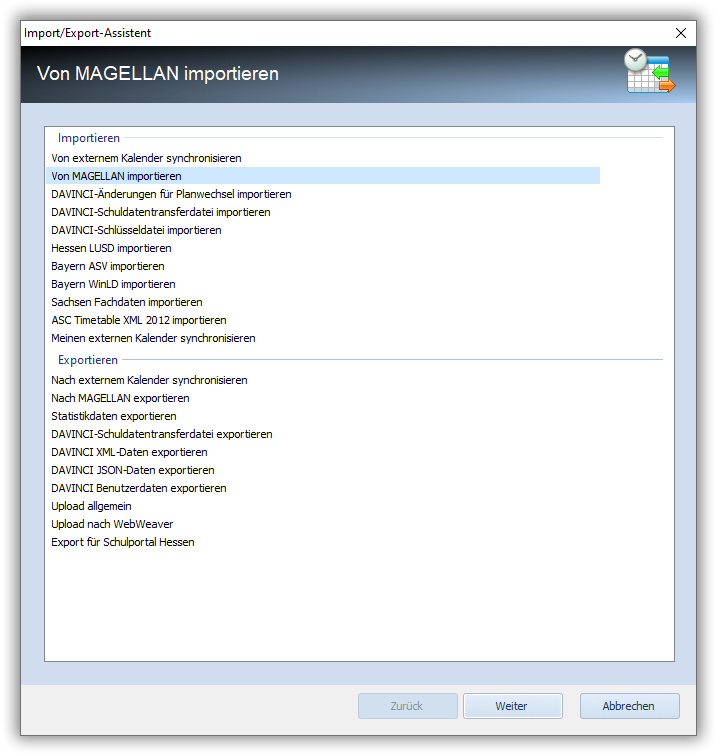 Import/Export-Assistent
Von MAGELLAN importieren
Importieren
Von externem Kalender synchronisieren
Von MAGELLAN importieren
DAVINCI-Änderungen für Planwechsel importieren
DAVINCI-Schuldatentransferdatei importieren
DAVINCI-Schlüsseldatei importieren
Hessen LUSD importieren
Bayern ASV importieren
Bayern WinLD importieren
Sachsen Fachdaten importieren
ASC Timetable XML 2012 importieren
Meinen externen Kalender synchronisieren
Exportieren
Nach externem Kalender synchronisieren
Nach MAGELLAN exportieren
Statistikdaten exportieren
DAVINCI-Schuldatentransferdatei exportieren
DAVINCI XML-Daten exportieren
DAVINCI JSON-Daten exportieren
DAVINCI Benutzerdaten exportieren
Upload allgemein
Upload nach WebWeaver
Export für Schulportal Hessen
Zurück Weiter Abbrechen